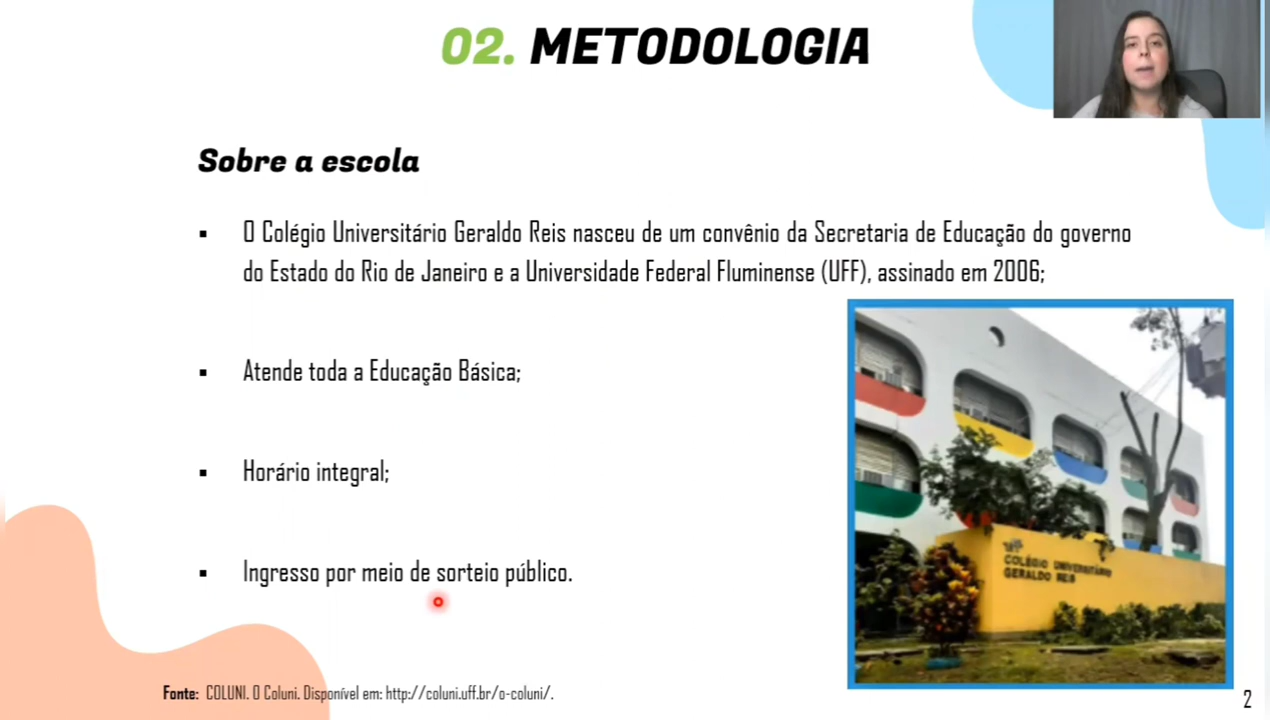 02. METODOLOGIA
Sobre a escola
▪ O Colégio Universitário Geraldo Reis nasceu de um convênio da Secretaria de Educação do governo
do Estado do Rio de Janeiro e a Universidade Federal Fluminense (UFF), assinado em 2006;
▪ Atende toda a Educação Básica;
▪ Horário integral;
▪ Ingresso por meio de sorteio público.
COLÉGIO UNIVERSITÁRIO
GERALDO REIS
Fonte: COLUNI. O Coluni. Disponível em: http://coluni.uff.br/o-coluni/.
2